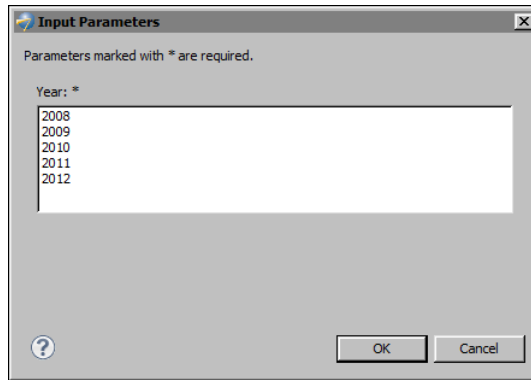 Input Parameters
Parameters marked with * are required.
Year: *
2008
2009
2010
2011
2012
?
OK Cancel